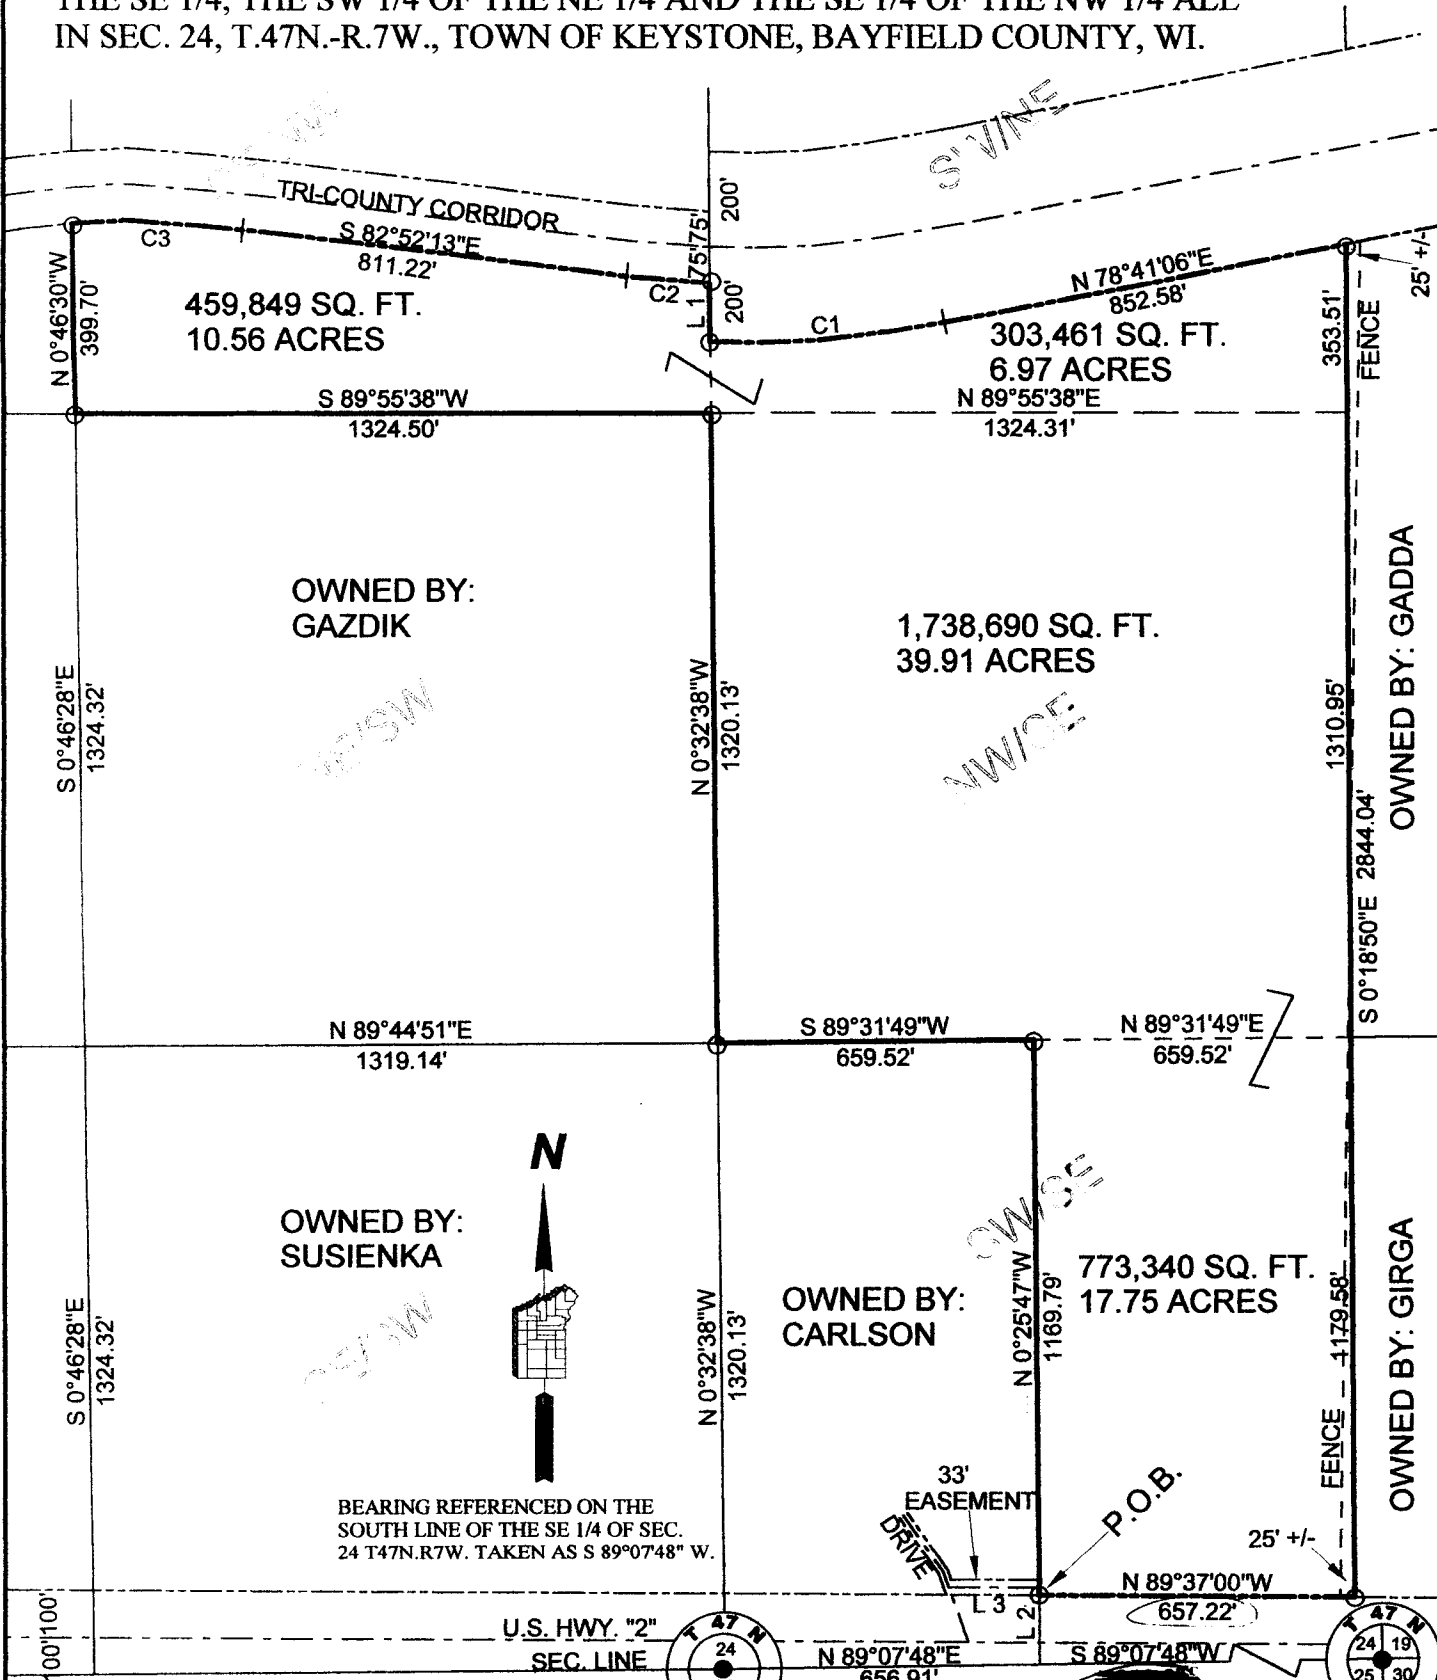 THE SE 1/4, THE SW 1/4 OF THE NE 1/4 AND THE SE 1/4 OF THE NW 1/4 ALL
IN SEC. 24, T.47N.-R.7W., TOWN OF KEYSTONE, BAYFIELD COUNTY, WI.
TRI-COUNTY CORRIDOR
C3
S 82°52'13"E
811.22'
C2
L 1
75'
75'
200'
200'
C1
N 78°41'06"E
852.58'
25' +/-
N 0°46'30"W
399.70'
459,849 SQ. FT.
10.56 ACRES
303,461 SQ. FT.
6.97 ACRES
353.51'
FENCE
S 89°55'38"W
1324.50'
N 89°55'38"E
1324.31'
OWNED BY:
GAZDIK
1,738,690 SQ. FT.
39.91 ACRES
OWNED BY: GADDA
S 0°46'28"E
1324.32'
N 0°32'38"W
1320.13'
NW/SE
1310.95'
S 0°18'50"E 2844.04'
N 89°44'51"E
1319.14'
S 89°31'49"W
659.52'
N 89°31'49"E
659.52'
N
OWNED BY:
SUSIENKA
SW/SE
OWNED BY:
CARLSON
773,340 SQ. FT.
17.75 ACRES
S 0°46'28"E
1324.32'
N 0°32'38"W
1320.13'
N 0°25'47"W
1169.79'
1179.58'
FENCE
OWNED BY: GIRGA
BEARING REFERENCED ON THE
SOUTH LINE OF THE SE 1/4 OF SEC.
24 T47N.R7W. TAKEN AS S 89°07'48" W.
33'
EASEMENT
DRIVE
P.O.B.
25' +/-
N 89°37'00"W
657.22'
L 3
L 2
100'
100'
U.S. HWY. "2"
SEC. LINE
T 47 N
24
N 89°07'48"E
656.91'
S 89°07'48"W
T 47 N
24 19
25 30